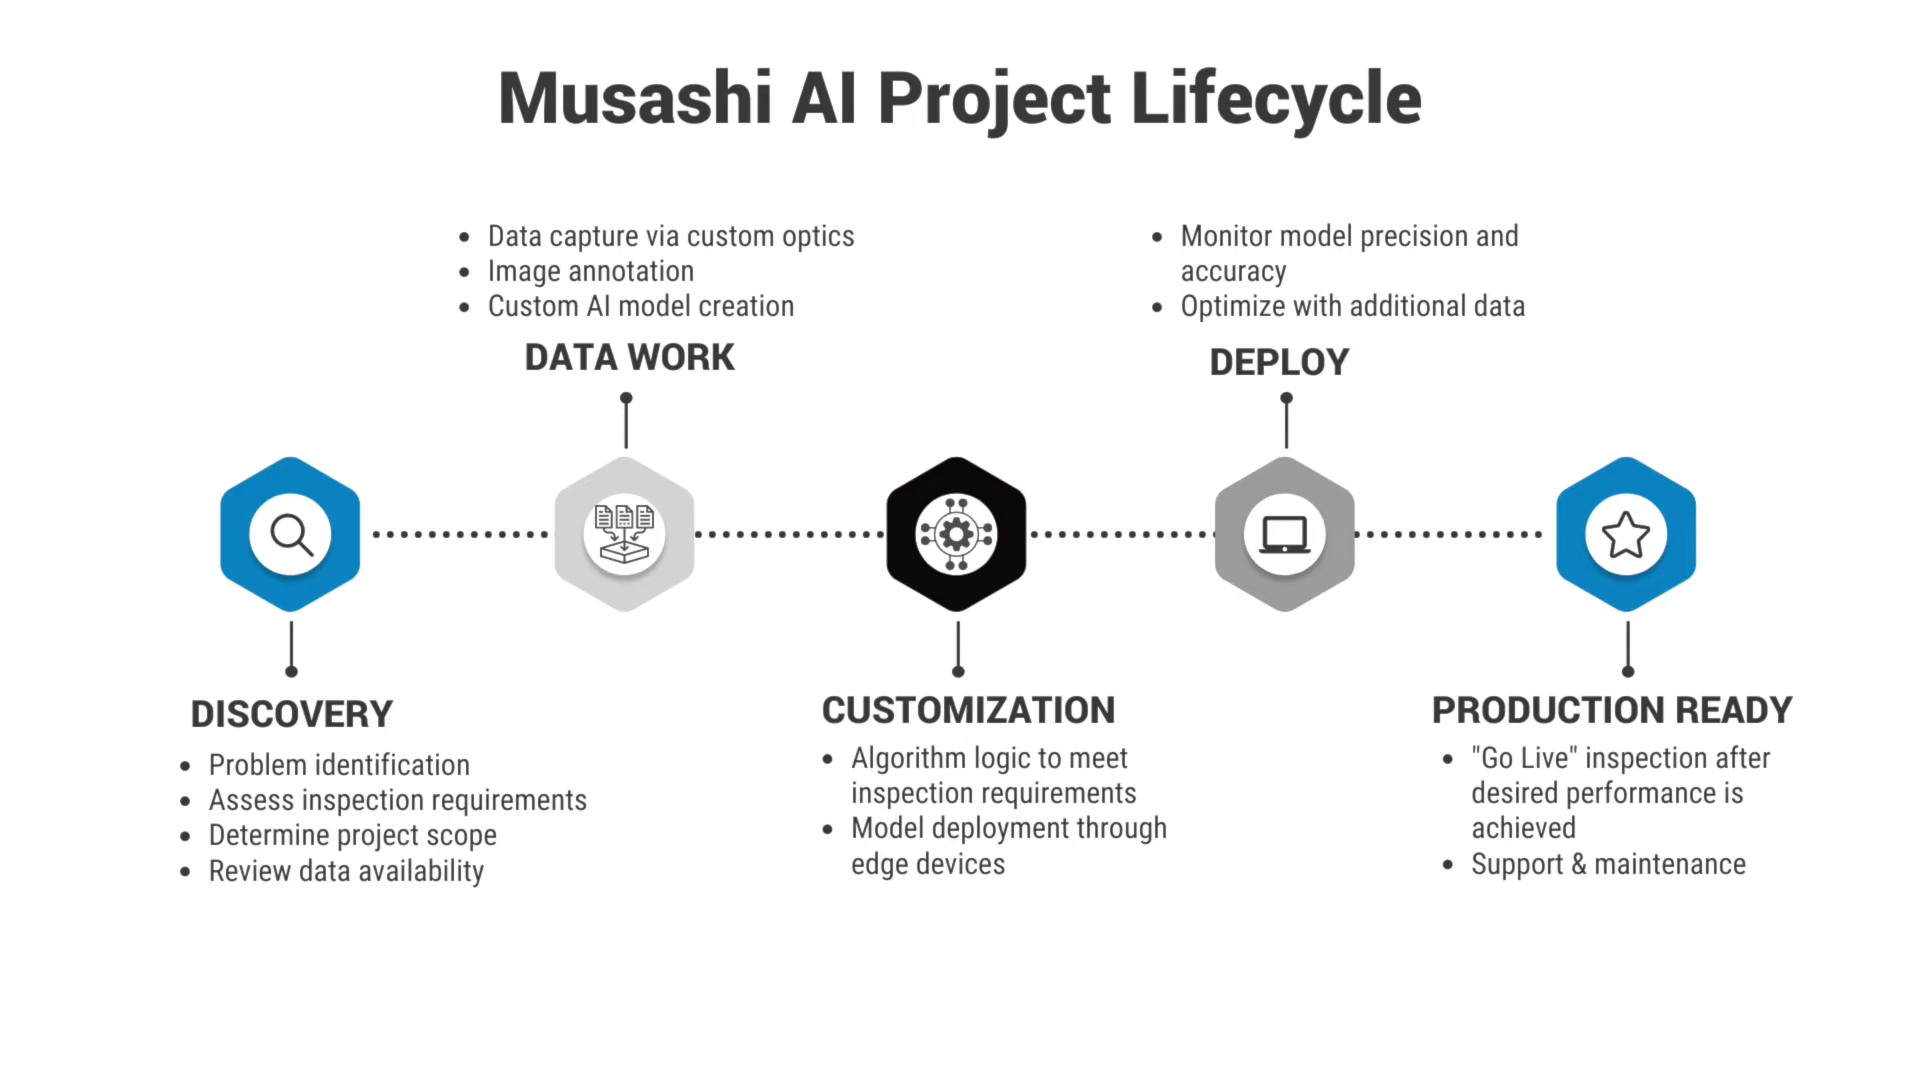 Musashi AI Project Lifecycle
• Data capture via custom optics
• Image annotation
• Custom AI model creation
DATA WORK
• Monitor model precision and
accuracy
• Optimize with additional data
DEPLOY
DISCOVERY
• Problem identification
• Assess inspection requirements
• Determine project scope
• Review data availability
CUSTOMIZATION
• Algorithm logic to meet
inspection requirements
• Model deployment through
edge devices
PRODUCTION READY
• "Go Live" inspection after
desired performance is
achieved
• Support & maintenance